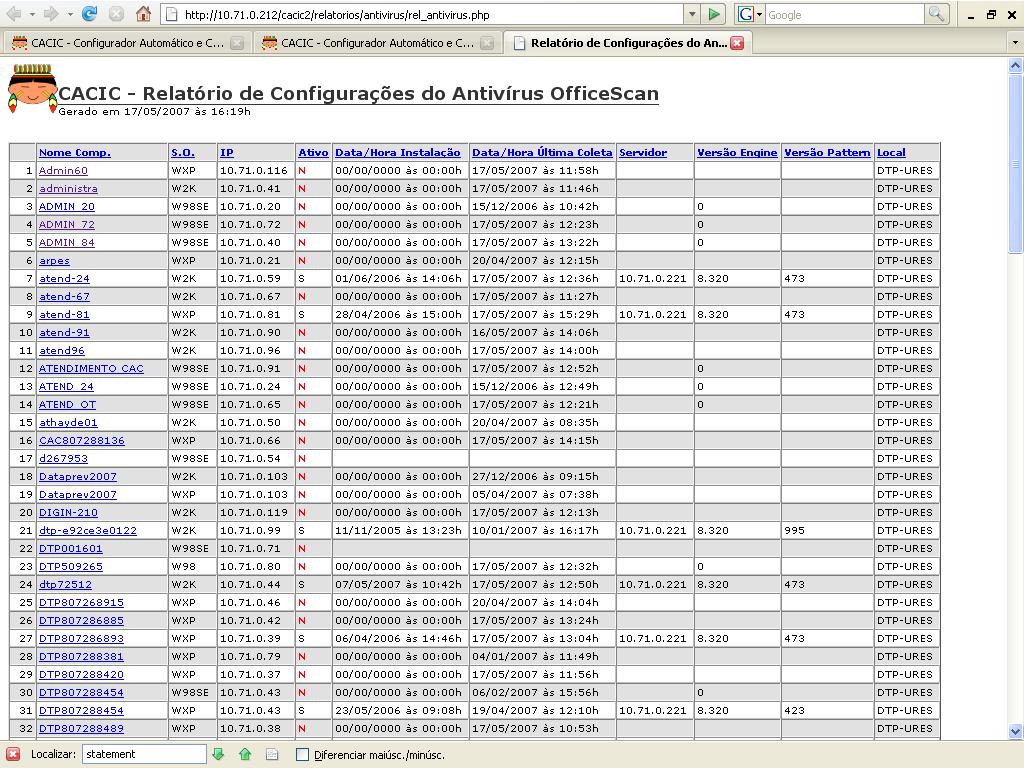 http://10.71.0.212/cacic2/relatorios/antivirus/rel_antivirus.php
Google
CACIC - Configurador Automático e C... CACIC - Configurador Automático e C... Relatório de Configurações do An...
CACIC - Relatório de Configurações do Antivírus OfficeScan
Gerado em 17/05/2007 às 16:19h
Nome Comp. S.O. IP Ativo Data/Hora Instalação Data/Hora Última Coleta Servidor Versão Engine Versão Pattern Local
1 Admin60 WXP 10.71.0.116 N 00/00/0000 às 00:00h 17/05/2007 às 11:58h DTP-URES
2 administra W2K 10.71.0.41 N 00/00/0000 às 00:00h 17/05/2007 às 11:46h DTP-URES
3 ADMIN_20 W98SE 10.71.0.20 N 00/00/0000 às 00:00h 15/12/2006 às 10:42h 0 DTP-URES
4 ADMIN_72 W98SE 10.71.0.72 N 00/00/0000 às 00:00h 17/05/2007 às 12:23h 0 DTP-URES
5 ADMIN_84 W98SE 10.71.0.40 N 00/00/0000 às 00:00h 17/05/2007 às 13:22h 0 DTP-URES
6 arpes WXP 10.71.0.21 N 00/00/0000 às 00:00h 20/04/2007 às 12:15h DTP-URES
7 atend-24 W2K 10.71.0.59 S 01/06/2006 às 14:06h 17/05/2007 às 12:36h 10.71.0.221 8.320 473 DTP-URES
8 atend-67 W2K 10.71.0.67 N 00/00/0000 às 00:00h 17/05/2007 às 11:27h DTP-URES
9 atend-81 WXP 10.71.0.81 S 28/04/2006 às 15:00h 17/05/2007 às 15:29h 10.71.0.221 8.320 473 DTP-URES
10 atend-91 W2K 10.71.0.90 N 00/00/0000 às 00:00h 16/05/2007 às 14:06h DTP-URES
11 atend96 W2K 10.71.0.96 N 00/00/0000 às 00:00h 17/05/2007 às 14:00h DTP-URES
12 ATENDIMENTO CAC W98SE 10.71.0.91 N 00/00/0000 às 00:00h 17/05/2007 às 12:52h 0 DTP-URES
13 ATEND_24 W98SE 10.71.0.24 N 00/00/0000 às 00:00h 15/12/2006 às 12:49h 0 DTP-URES
14 ATEND_OT W98SE 10.71.0.65 N 00/00/0000 às 00:00h 17/05/2007 às 12:21h 0 DTP-URES
15 athayde01 W2K 10.71.0.50 N 00/00/0000 às 00:00h 20/04/2007 às 08:35h DTP-URES
16 CAC807288136 WXP 10.71.0.66 N 00/00/0000 às 00:00h 17/05/2007 às 14:15h DTP-URES
17 d267953 W98SE 10.71.0.54 N DTP-URES
18 Dataprev2007 W2K 10.71.0.103 N 00/00/0000 às 00:00h 27/12/2006 às 09:15h DTP-URES
19 Dataprev2007 WXP 10.71.0.103 N 00/00/0000 às 00:00h 05/04/2007 às 07:38h DTP-URES
20 DIGIN-210 W2K 10.71.0.119 N 00/00/0000 às 00:00h 17/05/2007 às 12:13h DTP-URES
21 dtp-e92ce3e0122 W2K 10.71.0.99 S 11/11/2005 às 13:23h 10/01/2007 às 16:17h 10.71.0.221 8.320 995 DTP-URES
22 DTP001601 W98SE 10.71.0.71 N DTP-URES
23 DTP509265 W98 10.71.0.80 N 00/00/0000 às 00:00h 17/05/2007 às 12:32h 0 DTP-URES
24 dtp72512 W2K 10.71.0.44 S 07/05/2007 às 10:42h 17/05/2007 às 12:50h 10.71.0.221 8.320 473 DTP-URES
25 DTP807268915 WXP 10.71.0.46 N 00/00/0000 às 00:00h 20/04/2007 às 14:04h DTP-URES
26 DTP807286885 WXP 10.71.0.42 N 00/00/0000 às 00:00h 17/05/2007 às 13:24h DTP-URES
27 DTP807286893 WXP 10.71.0.39 S 06/04/2006 às 14:46h 17/05/2007 às 13:04h 10.71.0.221 8.320 473 DTP-URES
28 DTP807288381 WXP 10.71.0.79 N 00/00/0000 às 00:00h 04/01/2007 às 11:49h DTP-URES
29 DTP807288420 WXP 10.71.0.37 N 00/00/0000 às 00:00h 17/05/2007 às 11:56h DTP-URES
30 DTP807288454 W98SE 10.71.0.43 N 00/00/0000 às 00:00h 06/02/2007 às 15:56h 0 DTP-URES
31 DTP807288454 WXP 10.71.0.43 S 23/05/2006 às 09:08h 19/04/2007 às 12:10h 10.71.0.221 8.320 423 DTP-URES
32 DTP807288489 WXP 10.71.0.38 N 00/00/0000 às 00:00h 17/05/2007 às 10:53h DTP-URES
Localizar: statement Diferenciar maiúsc./minúsc.